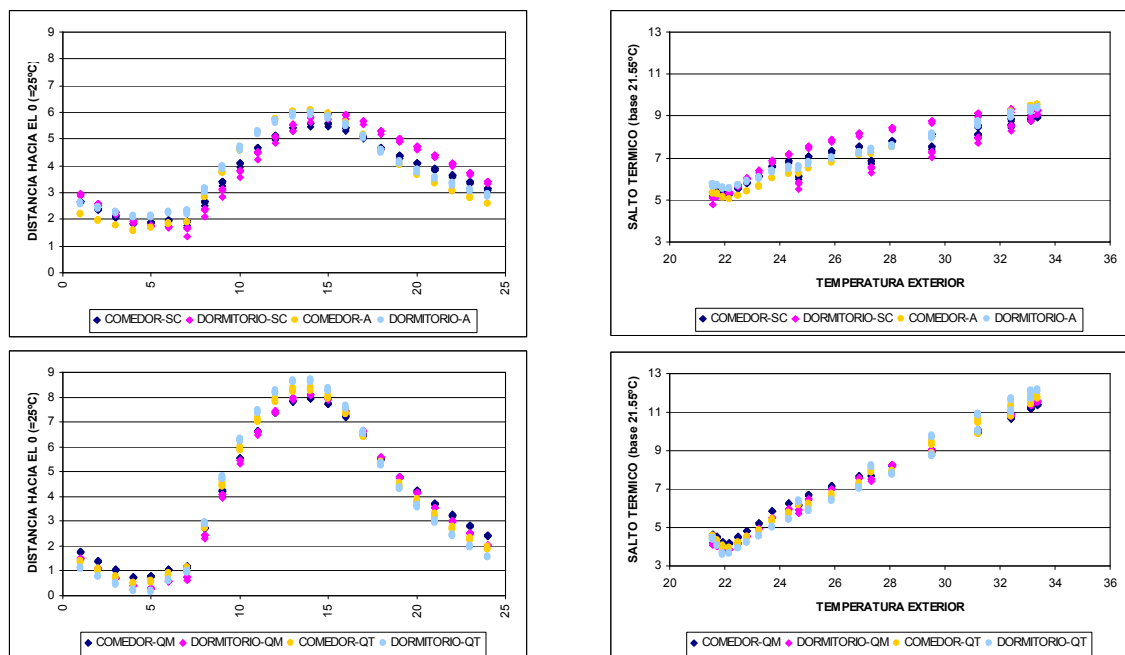 DISTANCIA HACIA EL 0 (=25ºC)
9
8
7
6
5
4
3
2
1
0
0 5 10 15 20 25
COMEDOR-SC DORMITORIO-SC COMEDOR-A DORMITORIO-A
SALTO TERMICO (base 21.55ºC)
13
11
9
7
5
3
20 22 24 26 28 30 32 34 36
TEMPERATURA EXTERIOR
COMEDOR-SC DORMITORIO-SC COMEDOR-A DORMITORIO-A
DISTANCIA HACIA EL 0 (=25ºC)
9
8
7
6
5
4
3
2
1
0
0 5 10 15 20 25
COMEDOR-QM DORMITORIO-QM COMEDOR-QT DORMITORIO-QT
SALTO TERMICO (base 21.55ºC)
13
11
9
7
5
3
20 22 24 26 28 30 32 34 36
TEMPERATURA EXTERIOR
COMEDOR-QM DORMITORIO-QM COMEDOR-QT DORMITORIO-QT